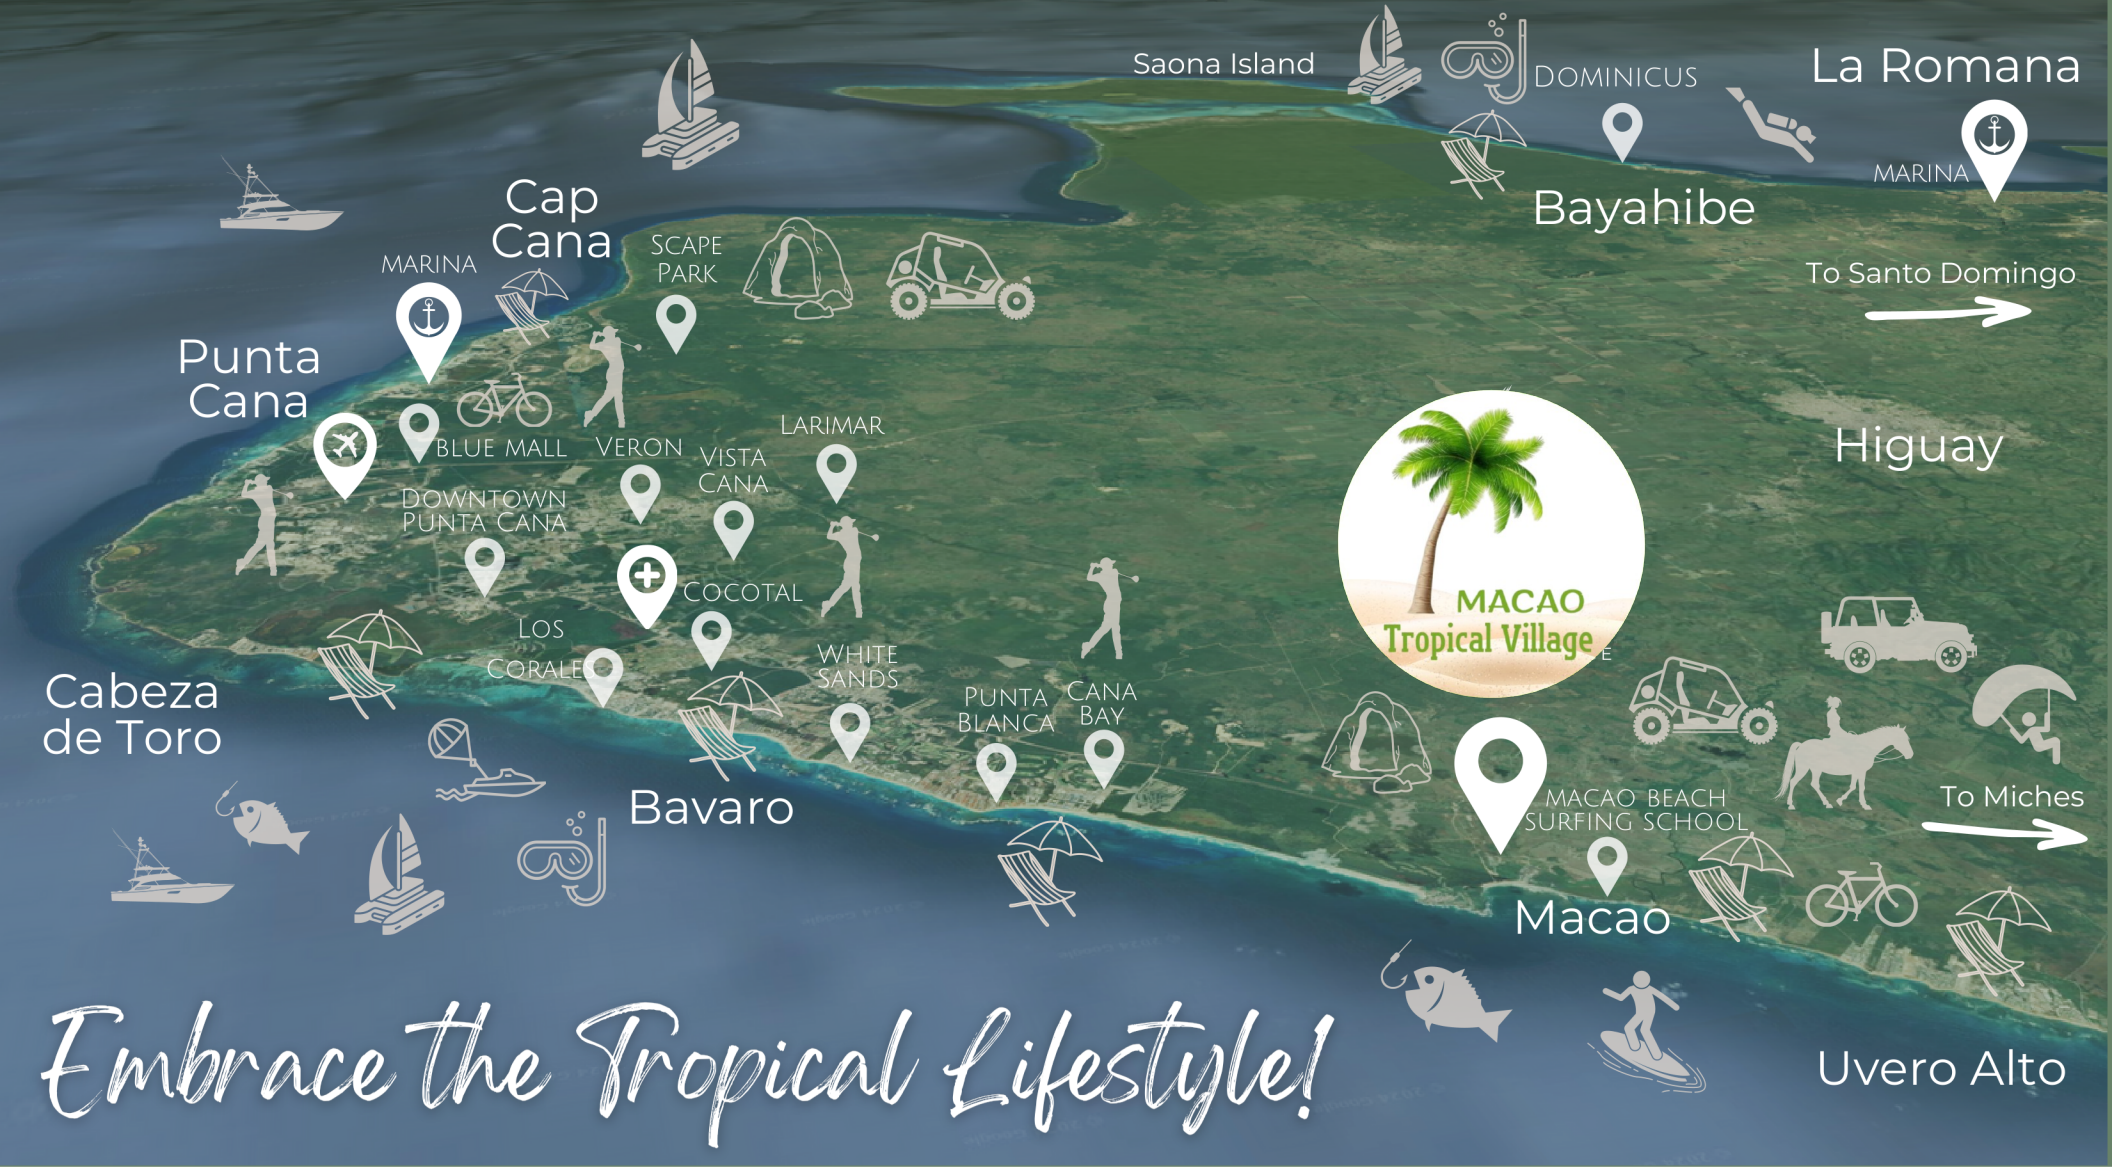 Saona Island
DOMINICUS
La Romana
MARINA
Bayahibe
Cap
Cana
SCAPE
PARK
MARINA
To Santo Domingo
Punta
Cana
BLUE MALL
VERON
VISTA
CANA
LARIMAR
Higuay
DOWNTOWN
PUNTA CANA
COCOTAL
LOS
CORALES
WHITE
SANDS
MACAO
Tropical Village
E
Cabeza
de Toro
PUNTA
BLANCA
CANA
BAY
Bavaro
MACAO BEACH
SURFING SCHOOL
To Miches
Macao
Embrace the Tropical Lifestyle!
Uvero Alto